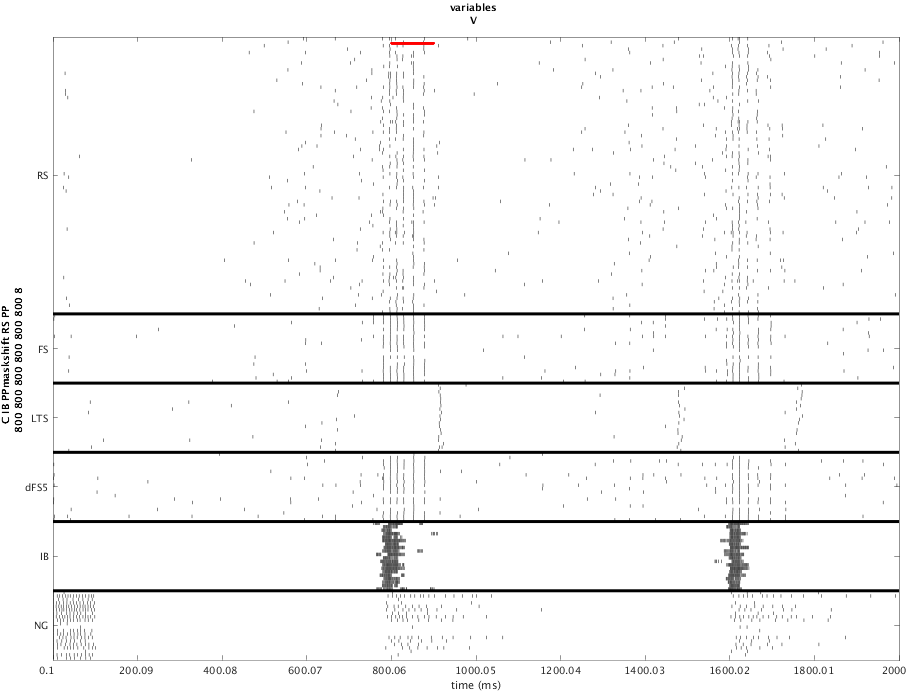 variables
V
C IB PPmaskshift RS PP
800 800 800 800 800 800 8
RS
FS
LTS
dFS5
IB
NG
0.1 200.09 400.08 600.07 800.06 1000.05 1200.04 1400.03 1600.02 1800.01 2000
time (ms)